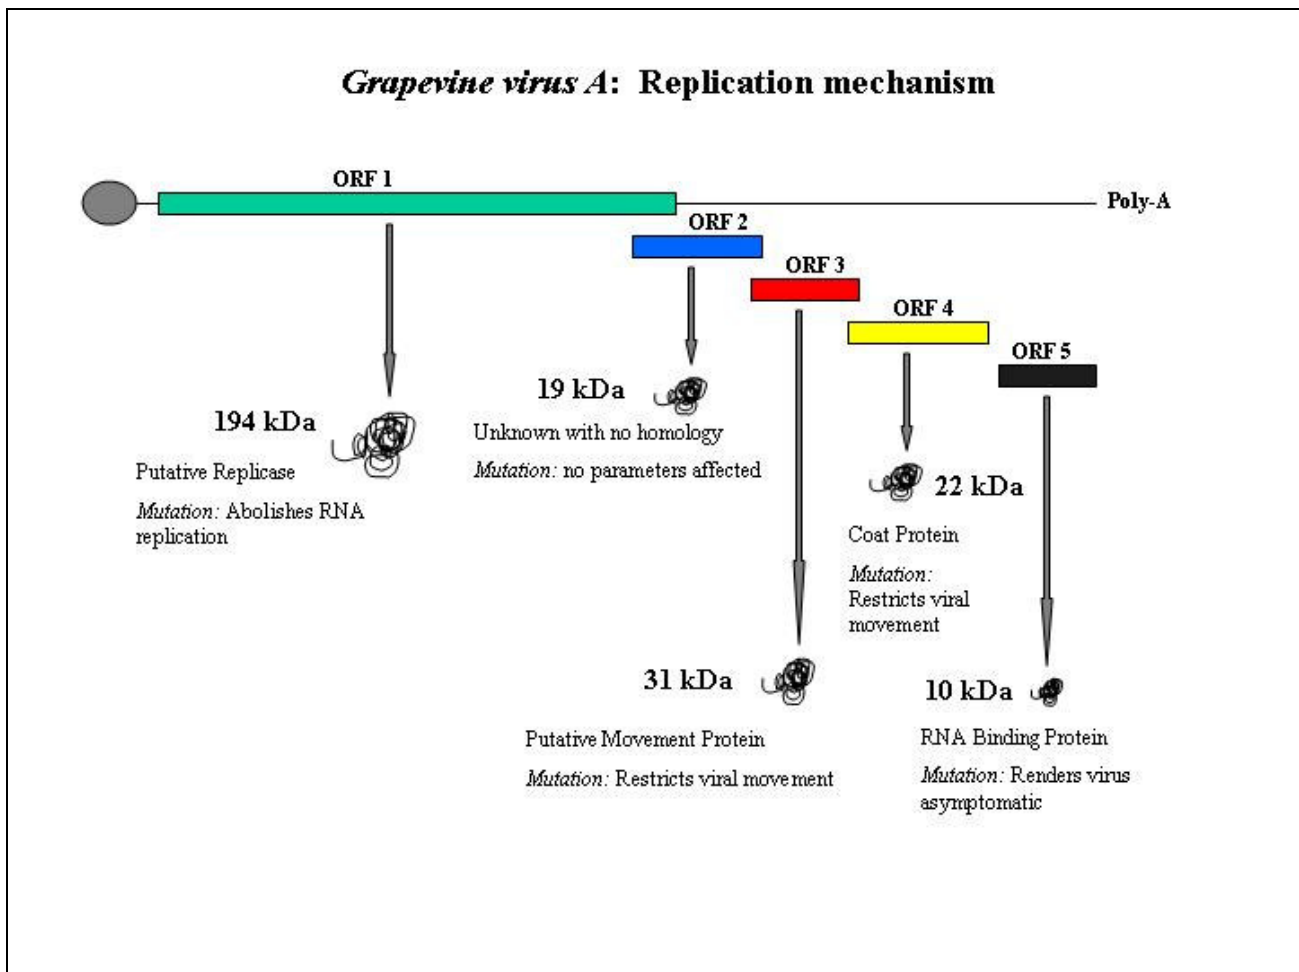 Grapevine virus A: Replication mechanism
ORF 1
Poly-A
ORF 2
ORF 3
ORF 4
ORF 5
194 kDa
Putative Replicase
Mutation: Abolishes RNA
replication
19 kDa
Unknown with no homology
Mutation: no parameters affected
22 kDa
Coat Protein
Mutation:
Restricts viral
movement
31 kDa
Putative Movement Protein
Mutation: Restricts viral movement
10 kDa
RNA Binding Protein
Mutation: Renders virus
asymptomatic